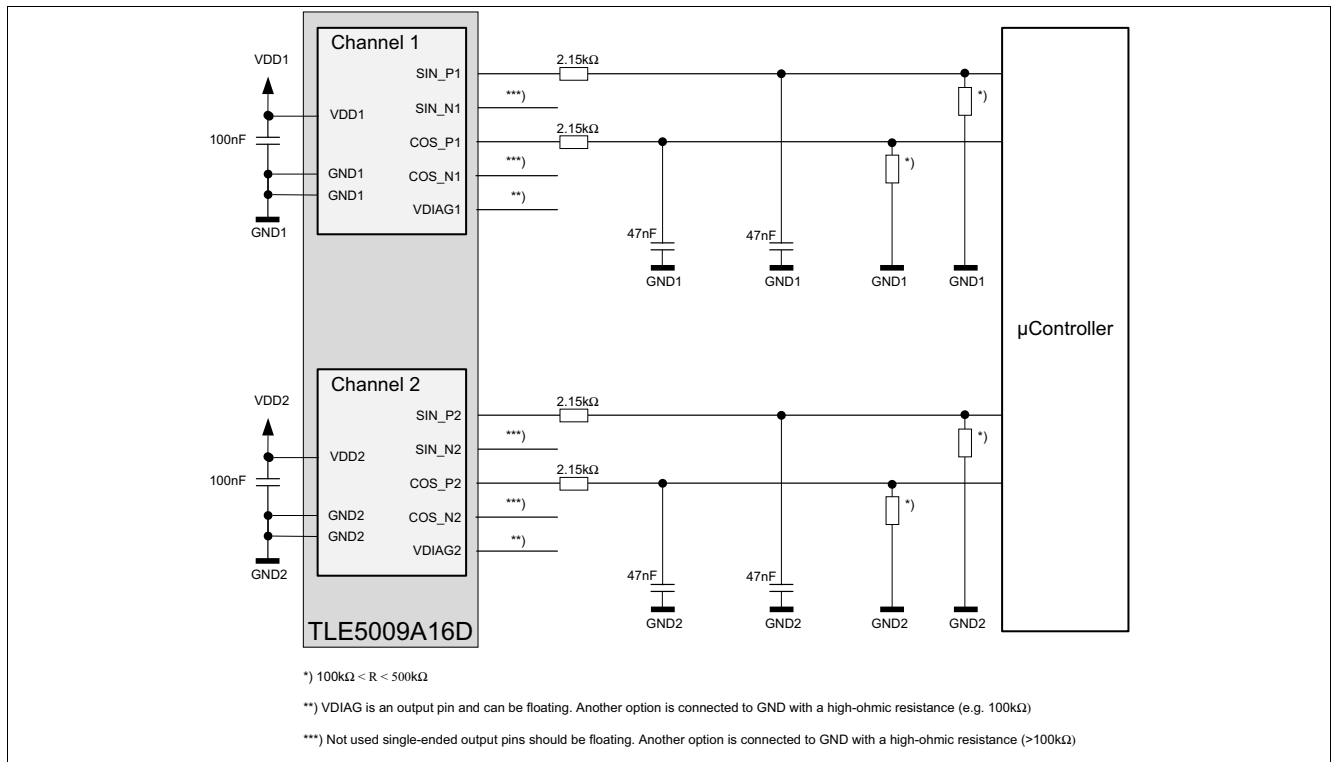 Channel 1
VDD1
SIN_P1
2.15kΩ
SIN_N1
***)
*)
VDD1
100nF
COS_P1
2.15kΩ
*)
GND1
COS_N1
***)
GND1
VDIAG1
**)
GND1
47nF
47nF
GND1
GND1
GND1
GND1
µController
Channel 2
VDD2
SIN_P2
2.15kΩ
SIN_N2
***)
*)
VDD2
100nF
COS_P2
2.15kΩ
*)
GND2
COS_N2
***)
GND2
VDIAG2
**)
GND2
47nF
47nF
GND2
GND2
GND2
GND2
TLE5009A16D
*) 100kΩ < R < 500kΩ
**) VDIAG is an output pin and can be floating. Another option is connected to GND with a high-ohmic resistance (e.g. 100kΩ)
***) Not used single-ended output pins should be floating. Another option is connected to GND with a high-ohmic resistance (>100kΩ)